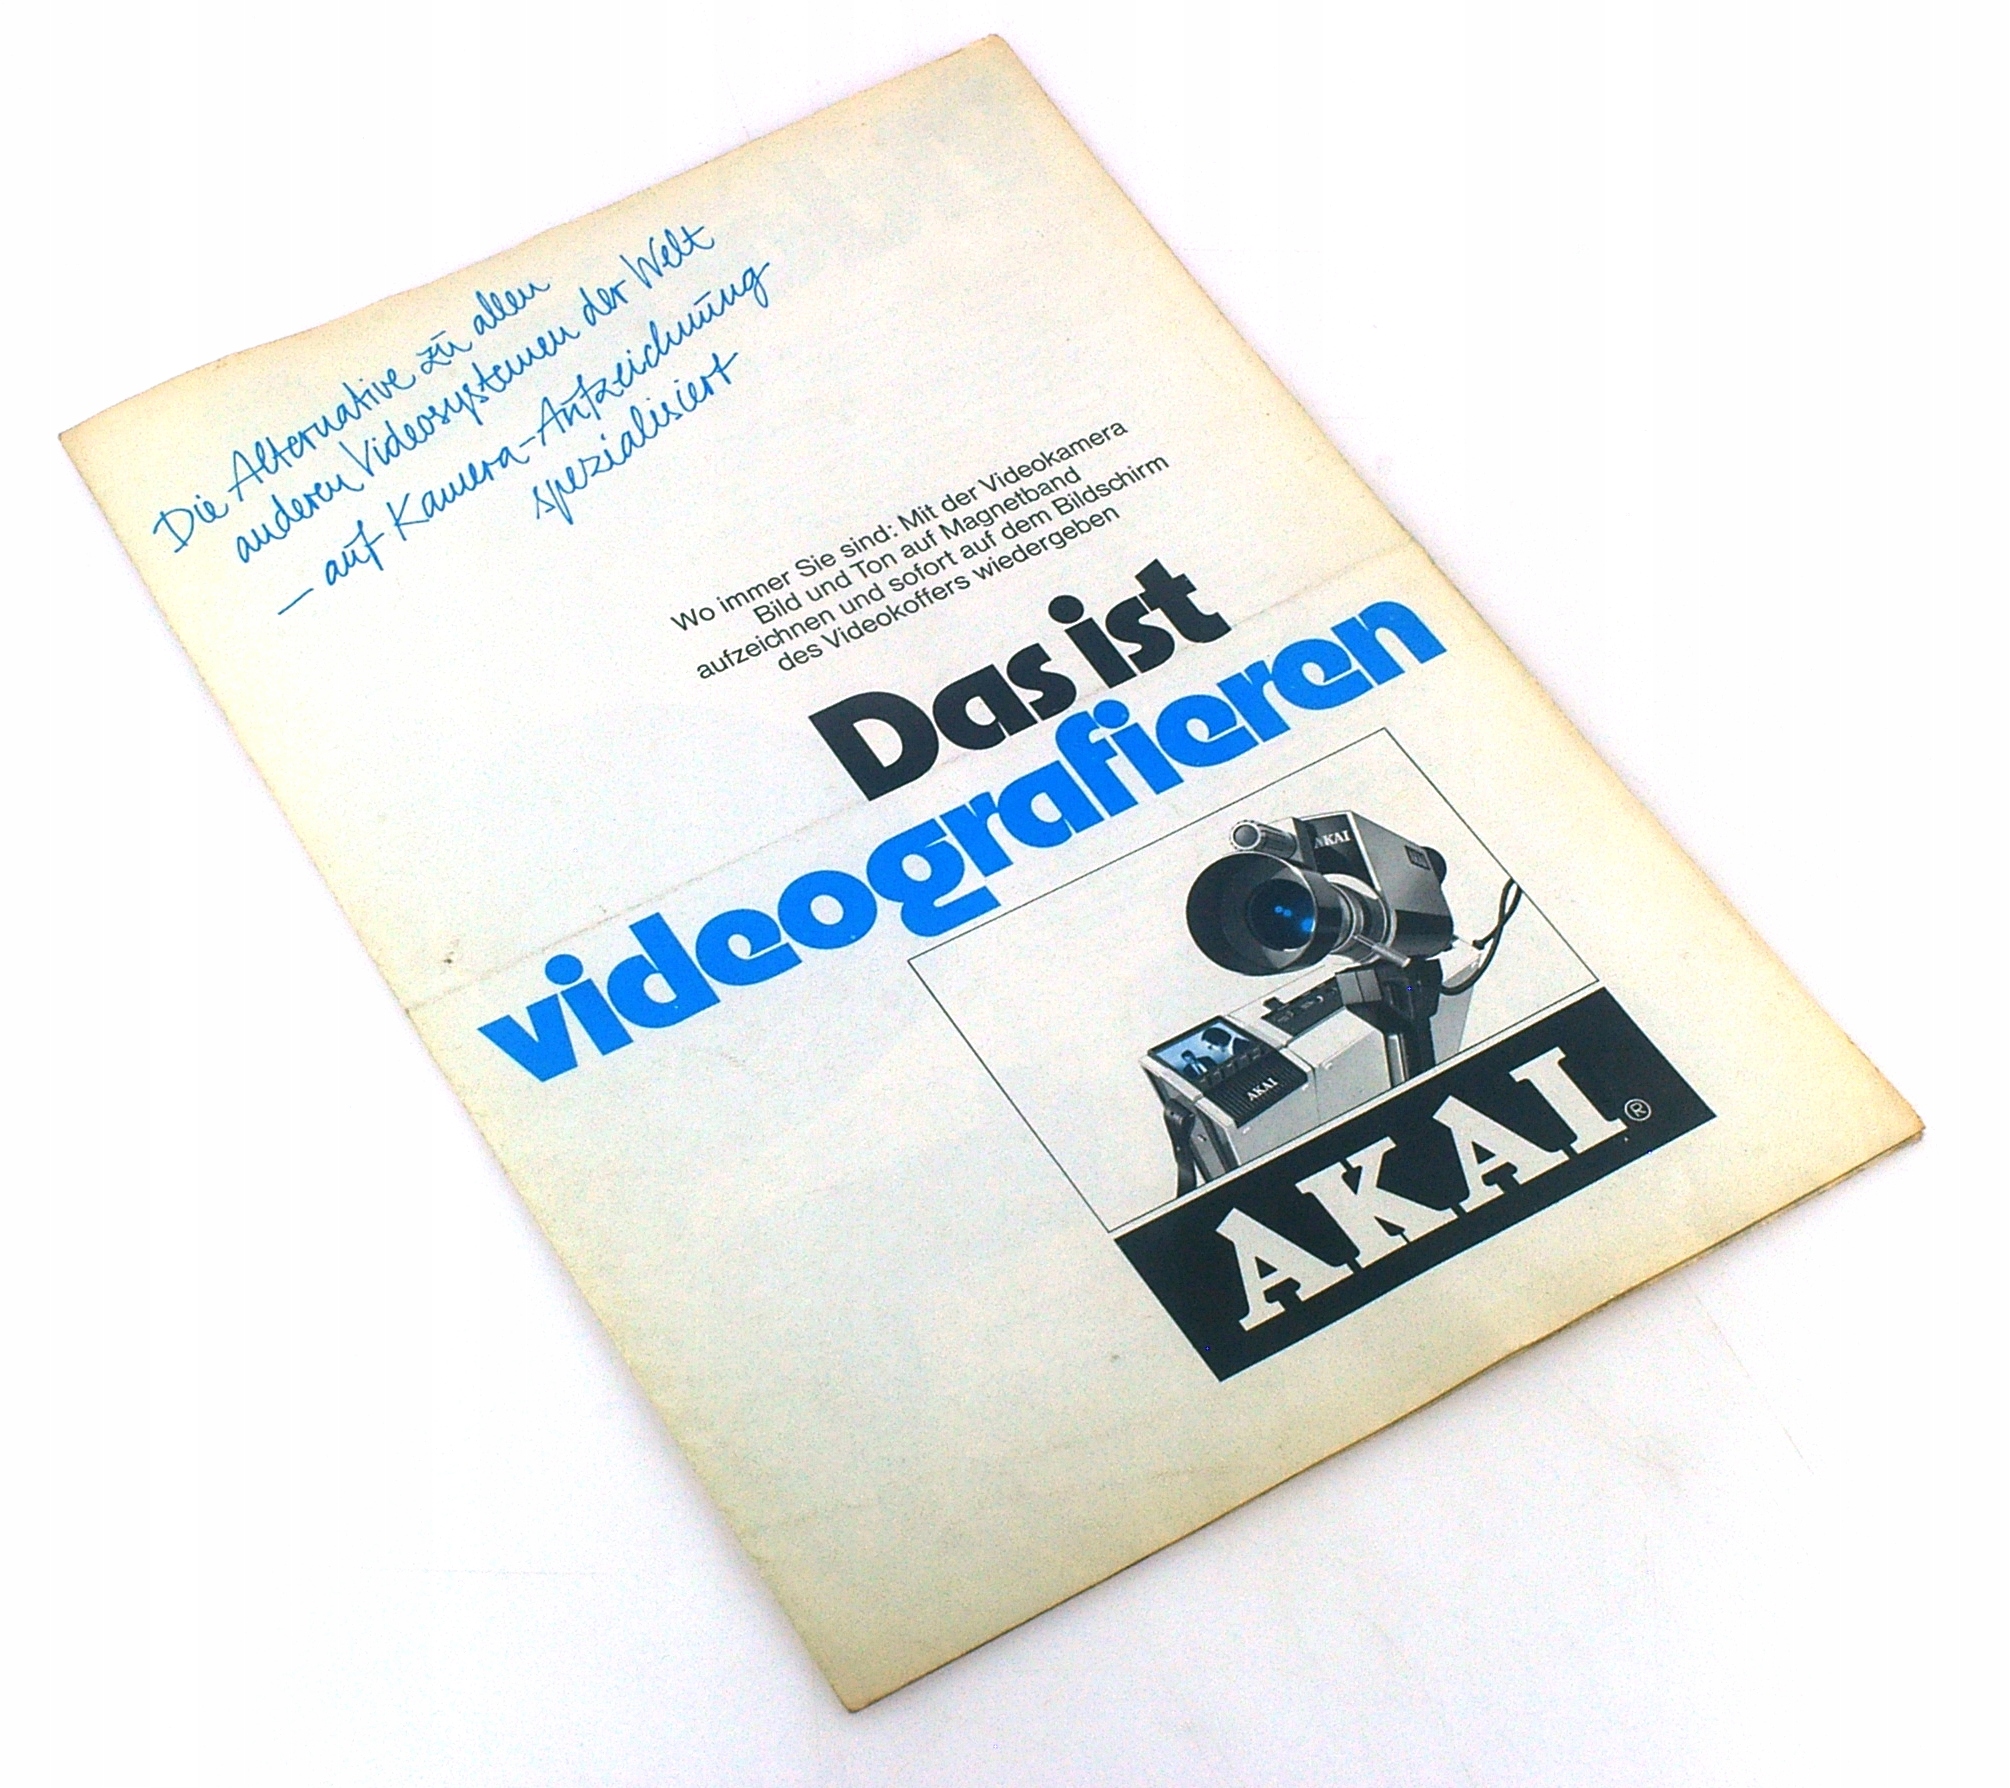 Die Alternative zu allen
anderen Videosystemen der Welt
– auf Kamera-Aufzeichnung
spezialisiert
Wo immer Sie sind: Mit der Videokamera
Bild und Ton auf Magnetband
aufzeichnen und sofort auf dem Bildschirm
des Videokoffers wiedergeben
Das ist
videografieren
AKAI
AKAI
AKAI®